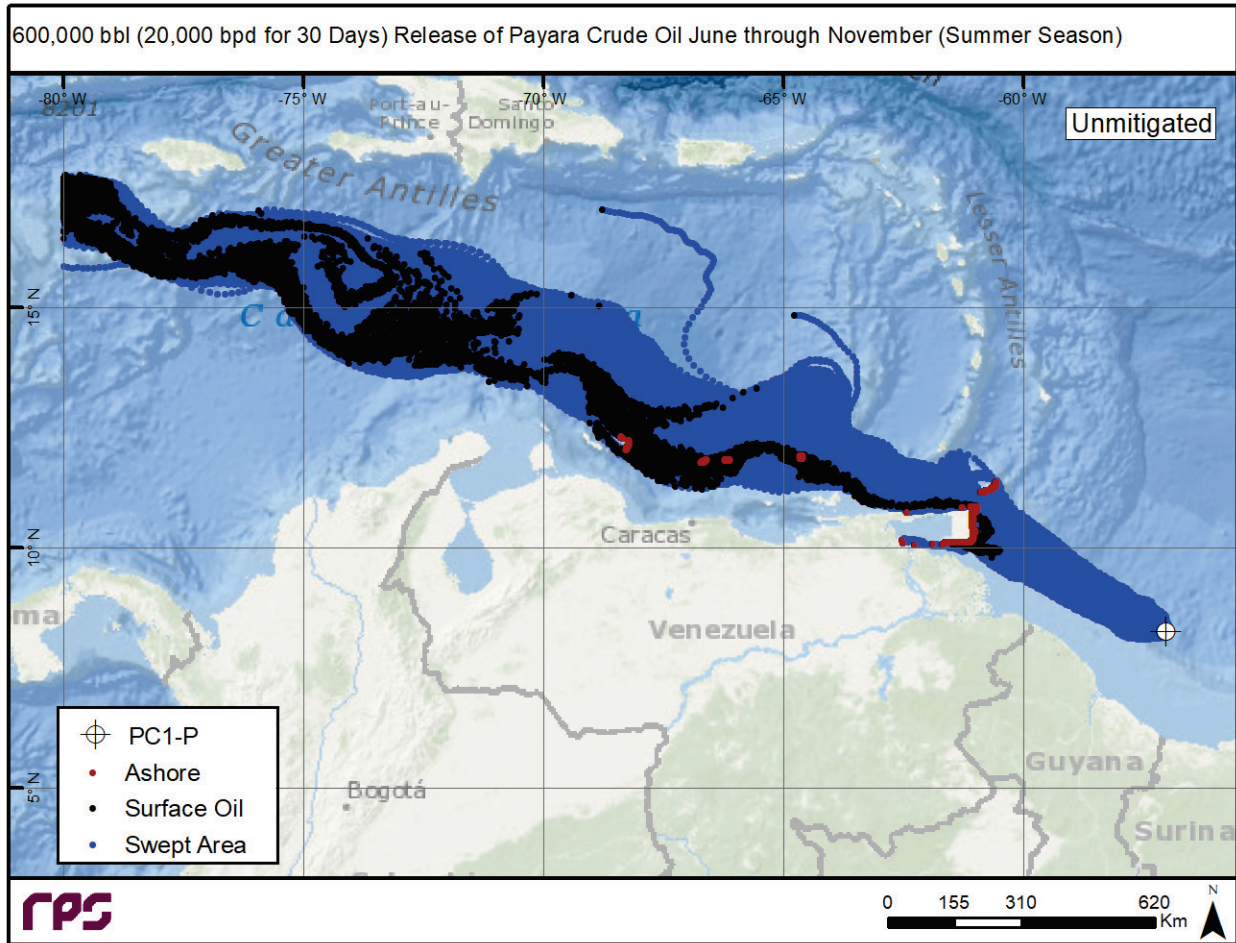 600,000 bbl (20,000 bpd for 30 Days) Release of Payara Crude Oil June through November (Summer Season)
-80° W
-75° W
-70° W
-65° W
-60° W
8201
Port-au-
Prince
Santo
Domingo
Unmitigated
Greater Antilles
Lesser Antilles
15° N
C a
a
10° N
Caracas
ma
Venezuela
PC1-P
Ashore
Surface Oil
Swept Area
Bogotá
5° N
Guyana
Surina
rps
0 155 310 620
Km
N